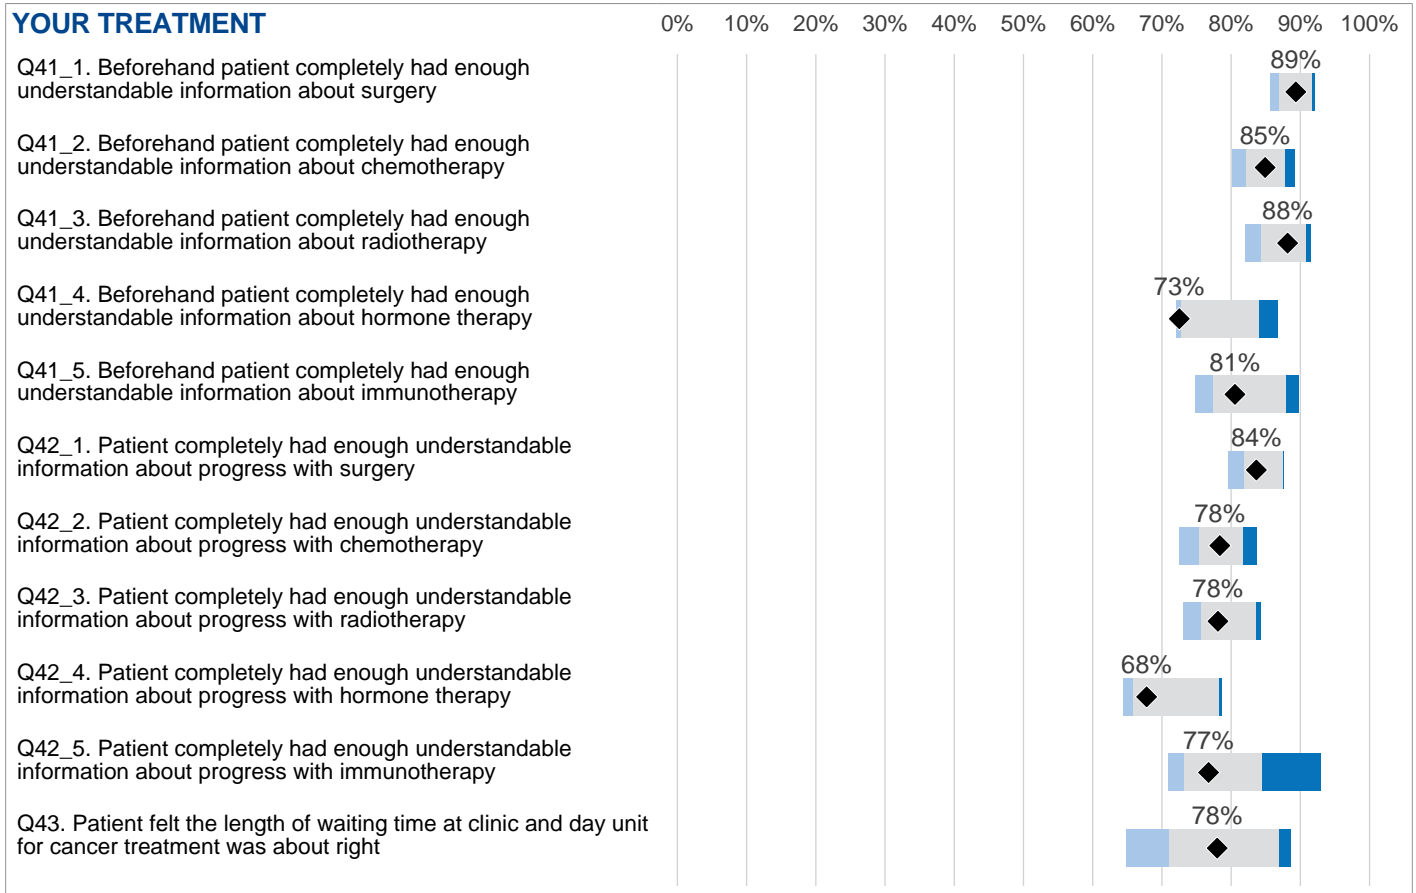 YOUR TREATMENT 0% 10% 20% 30% 40% 50% 60% 70% 80% 90% 100%
Q41_1. Beforehand patient completely had enough
understandable information about surgery
89%
Q41_2. Beforehand patient completely had enough
understandable information about chemotherapy
85%
Q41_3. Beforehand patient completely had enough
understandable information about radiotherapy
88%
Q41_4. Beforehand patient completely had enough
understandable information about hormone therapy
73%
Q41_5. Beforehand patient completely had enough
understandable information about immunotherapy
81%
Q42_1. Patient completely had enough understandable
information about progress with surgery
84%
Q42_2. Patient completely had enough understandable
information about progress with chemotherapy
78%
Q42_3. Patient completely had enough understandable
information about progress with radiotherapy
78%
Q42_4. Patient completely had enough understandable
information about progress with hormone therapy
68%
Q42_5. Patient completely had enough understandable
information about progress with immunotherapy
77%
Q43. Patient felt the length of waiting time at clinic and day unit
for cancer treatment was about right
78%